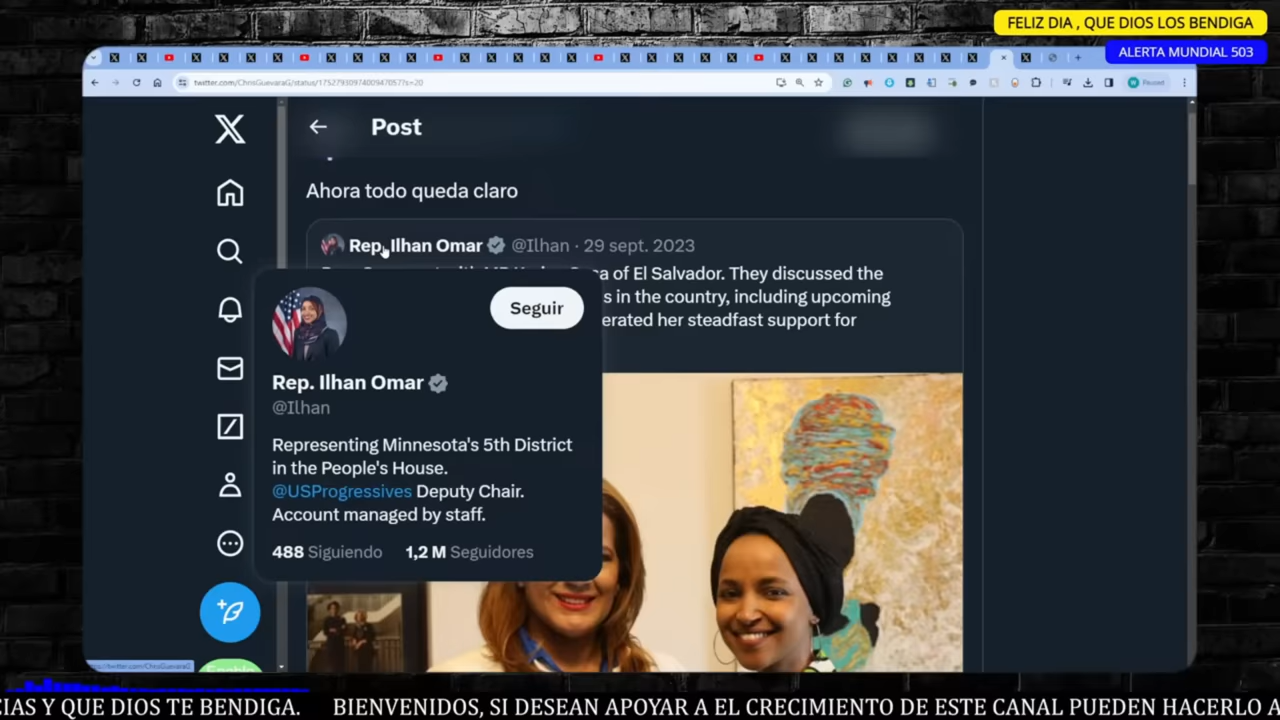 FELIZ DIA , QUE DIOS LOS BENDIGA
ALERTA MUNDIAL 503
Post
Ahora todo queda claro
Rep. Ilhan Omar @Ilhan · 29 sept. 2023
of El Salvador. They discussed the
s in the country, including upcoming
erated her steadfast support for
Seguir
Rep. Ilhan Omar
@Ilhan
Representing Minnesota's 5th District
in the People's House.
@USProgressives Deputy Chair.
Account managed by staff.
488 Siguiendo 1,2 M Seguidores
CIAS Y QUE DIOS TE BENDIGA. BIENVENIDOS, SI DESEAN APOYAR A EL CRECIMIENTO DE ESTE CANAL PUEDEN HACERLO A